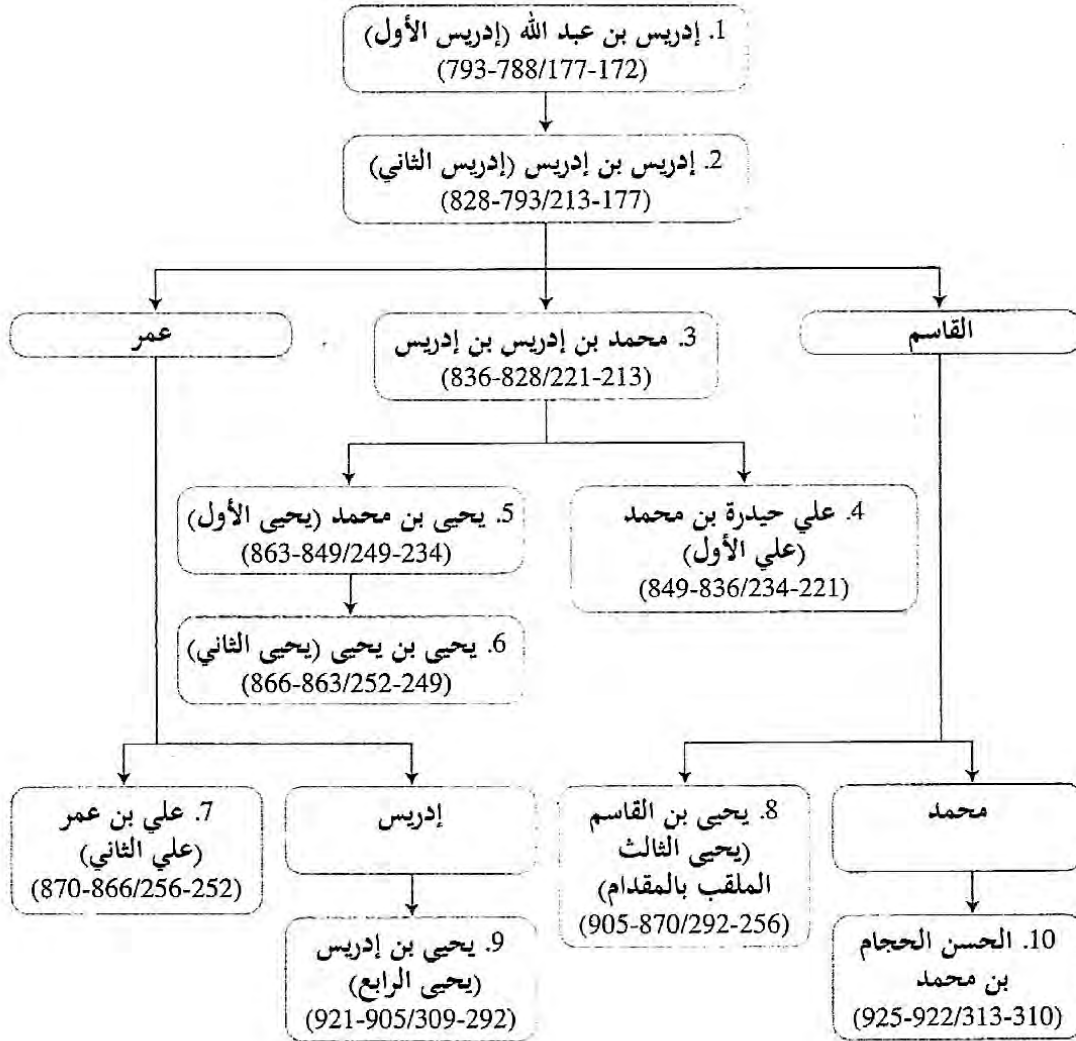 1. إدريس بن عبد الله (إدريس الأول)
(793-788/177-172)
2. إدريس بن إدريس (إدريس الثاني)
(828-793/213-177)
القاسم
3. محمد بن إدريس بن إدريس
(836-828/221-213)
عمر
4. علي حيدرة بن محمد
(علي الأول)
(849-836/234-221)
5. يحيى بن محمد (يحيى الأول)
(863-849/249-234)
6. يحيى بن يحيى (يحيى الثاني)
(866-863/252-249)
محمد
8. يحيى بن القاسم
(يحيى الثالث
الملقب بالمقدام)
(905-870/292-256)
إدريس
7. علي بن عمر
(علي الثاني)
(870-866/256-252)
10. الحسن الحجام
بن محمد
(925-922/313-310)
9. يحيى بن إدريس
(يحيى الرابع)
(921-905/309-292)